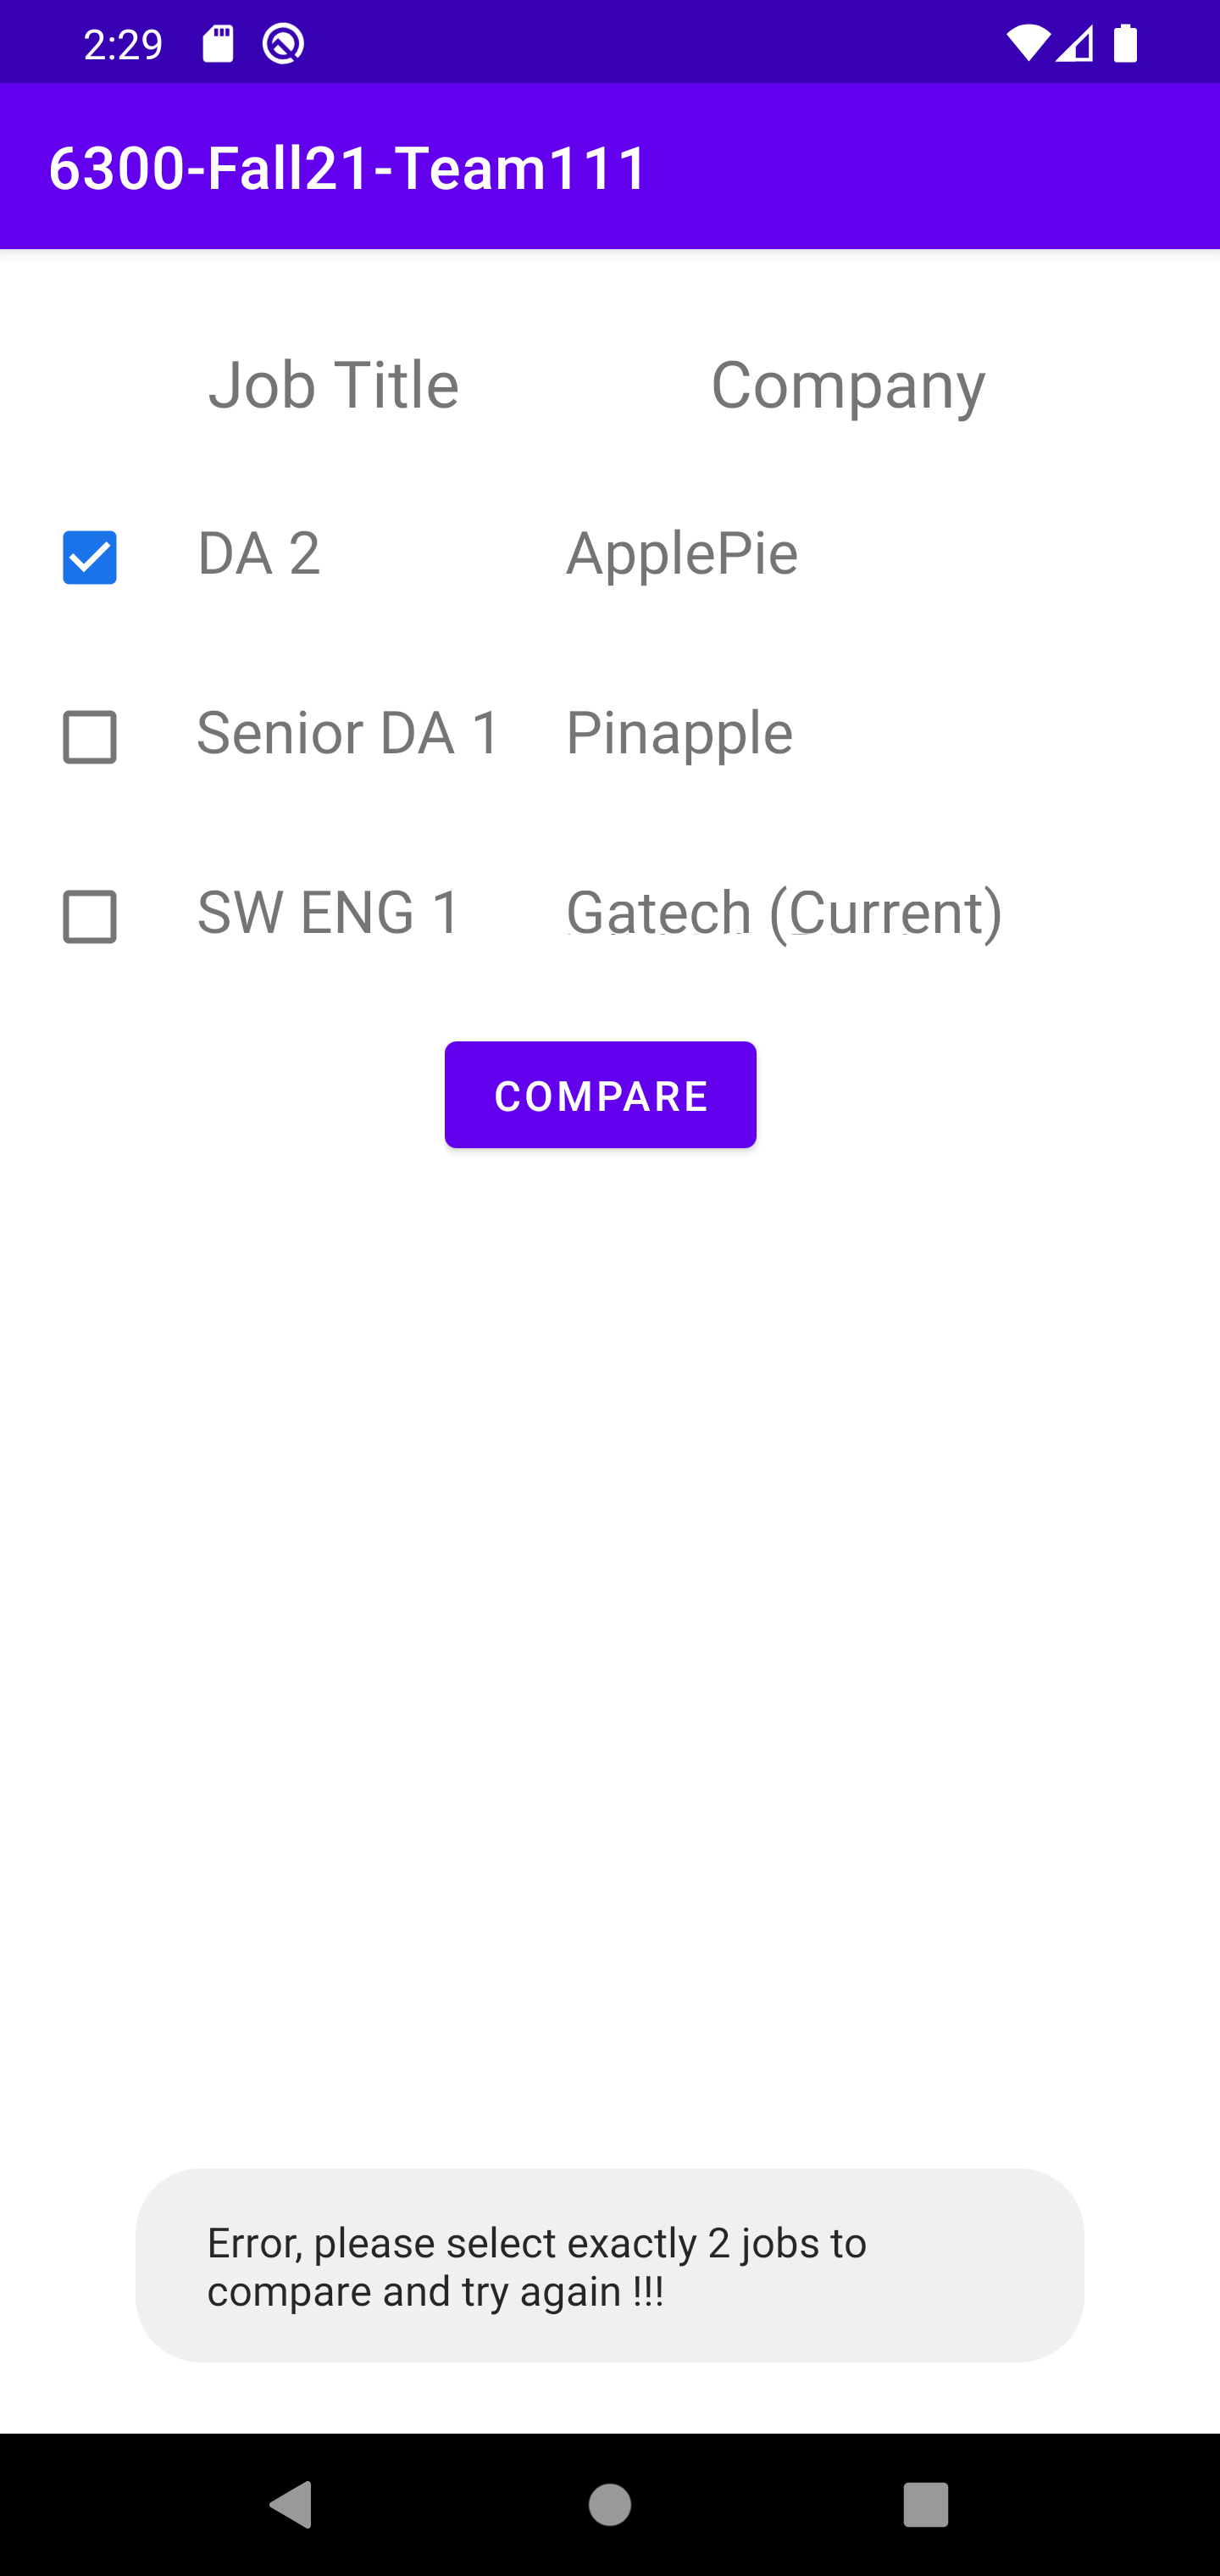 2:29
6300-Fall21-Team111
Job Title Company
DA 2 ApplePie
Senior DA 1 Pinapple
SW ENG 1 Gatech (Current)
COMPARE
Error, please select exactly 2 jobs to
compare and try again !!!